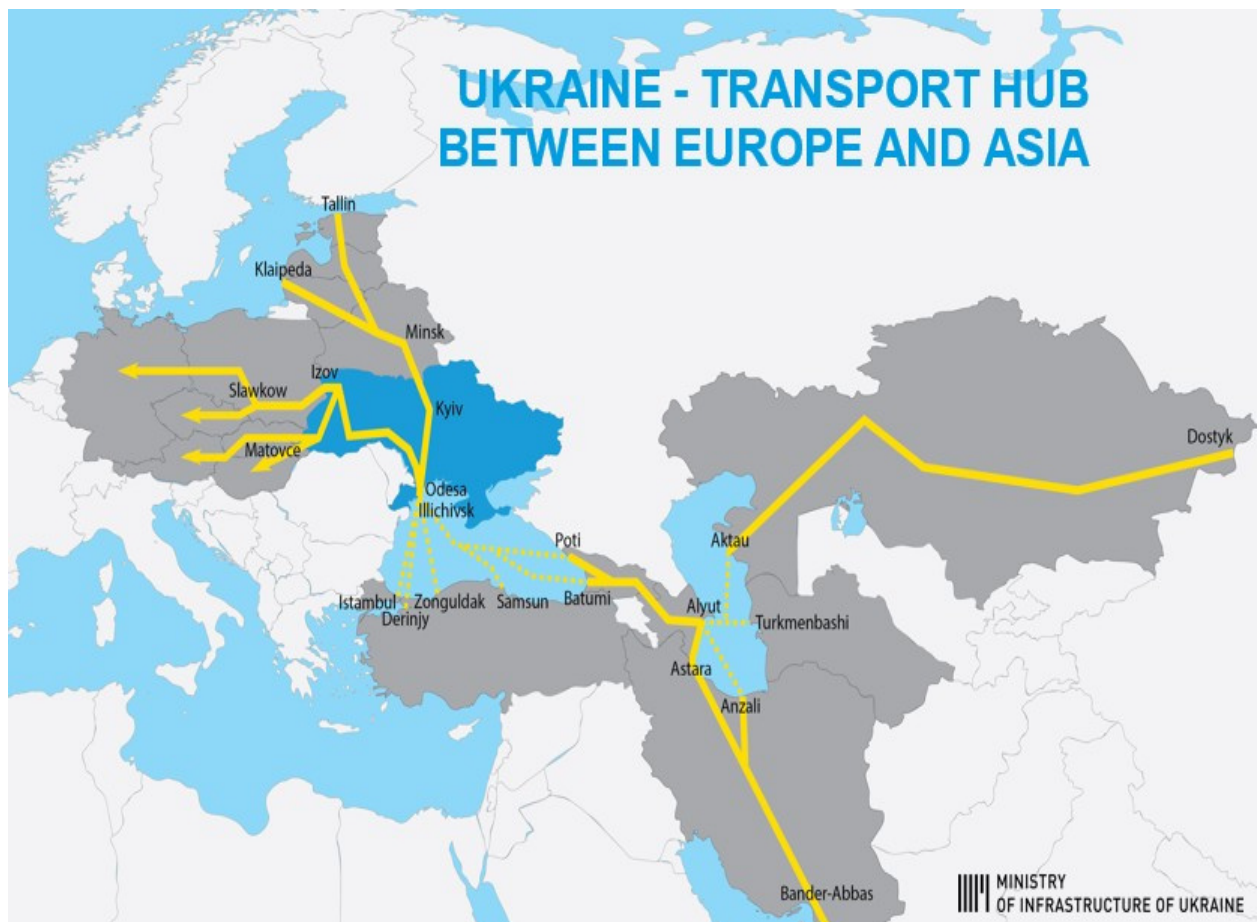 UKRAINE - TRANSPORT HUB
BETWEEN EUROPE AND ASIA
Tallin
Klaipeda
Minsk
Izov
Slawkow
Kyiv
Matovce
Dostyk
Odesa
Illichivsk
Poti
Aktau
Istambul
Zonguldak
Samsun
Batumi
Alyut
Turkmenbashi
Derinjy
Astara
Anzali
Bander-Abbas
MINISTRY
OF INFRASTRUCTURE OF UKRAINE